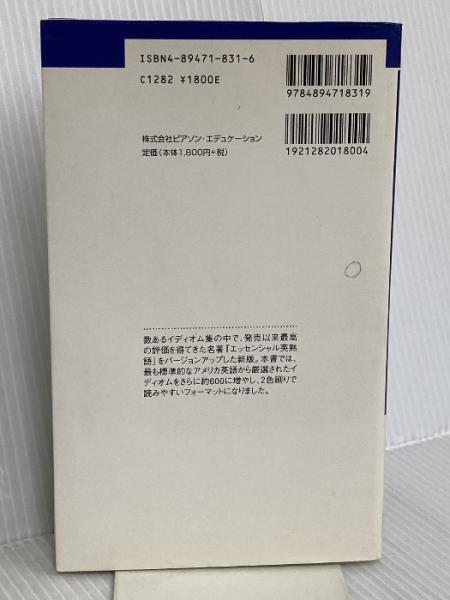 ISBN4-89471-831-6
C1282 ¥1800E
9784894718319
株式会社ピアソン・エデュケーション
定価(本体1,800円+税)
1921282018004
数あるイディオム集の中で、発売以来最高
の評価を得てきた名著『エッセンシャル英熟
語』をバージョンアップした新版。本書では、
最も標準的なアメリカ英語から厳選されたイ
ディオムをさらに約600に増やし、2色刷りで
読みやすいフォーマットになりました。